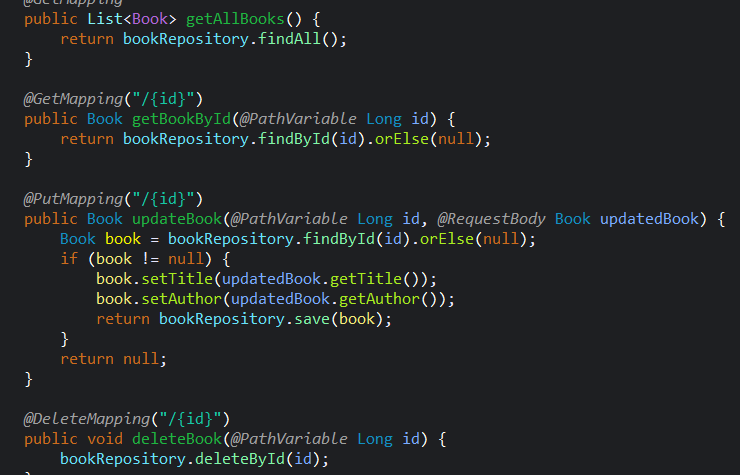 @GetMapping
public List<Book> getAllBooks() {
    return bookRepository.findAll();
}

@GetMapping("/{id}")
public Book getBookById(@PathVariable Long id) {
    return bookRepository.findById(id).orElse(null);
}

@PutMapping("/{id}")
public Book updateBook(@PathVariable Long id, @RequestBody Book updatedBook) {
    Book book = bookRepository.findById(id).orElse(null);
    if (book != null) {
        book.setTitle(updatedBook.getTitle());
        book.setAuthor(updatedBook.getAuthor());
        return bookRepository.save(book);
    }
    return null;
}

@DeleteMapping("/{id}")
public void deleteBook(@PathVariable Long id) {
    bookRepository.deleteById(id);
}